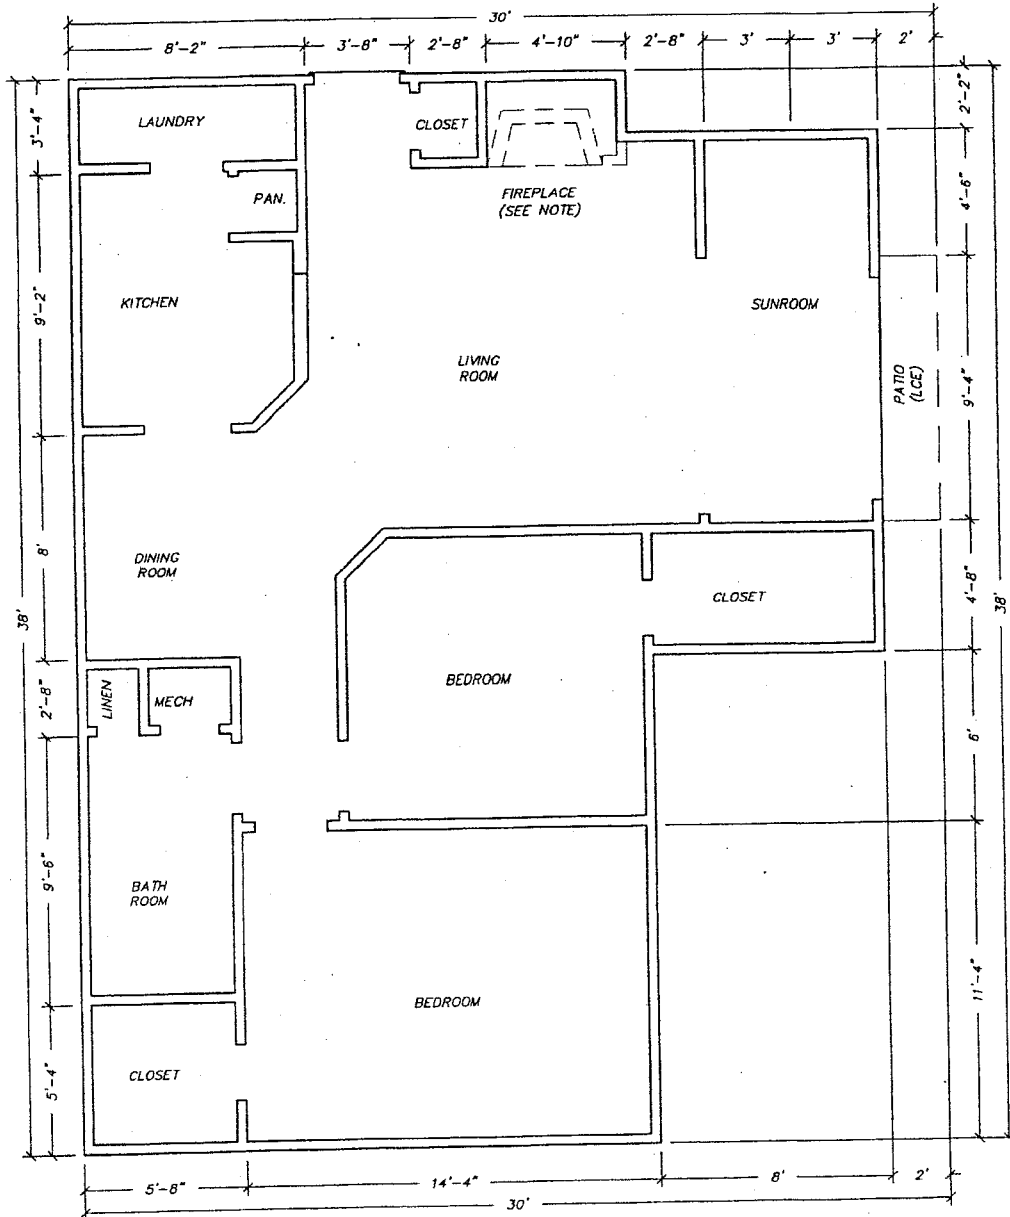 30'
8'-2"
3'-8"
2'-8"
4'-10"
2'-8"
3'
3'
2'
2'-2"
3'-4"
LAUNDRY
CLOSET
PAN.
FIREPLACE
(SEE NOTE)
4'-6"
9'-2"
KITCHEN
SUNROOM
LIVING
ROOM
PATIO
(LCE)
9'-4"
8'
DINING
ROOM
38'
38'
CLOSET
4'-8"
2'-8"
LINEN
MECH
BEDROOM
6'
9'-6"
BATH
ROOM
BEDROOM
11'-4"
5'-4"
CLOSET
5'-8"
14'-4"
8'
2'
30'